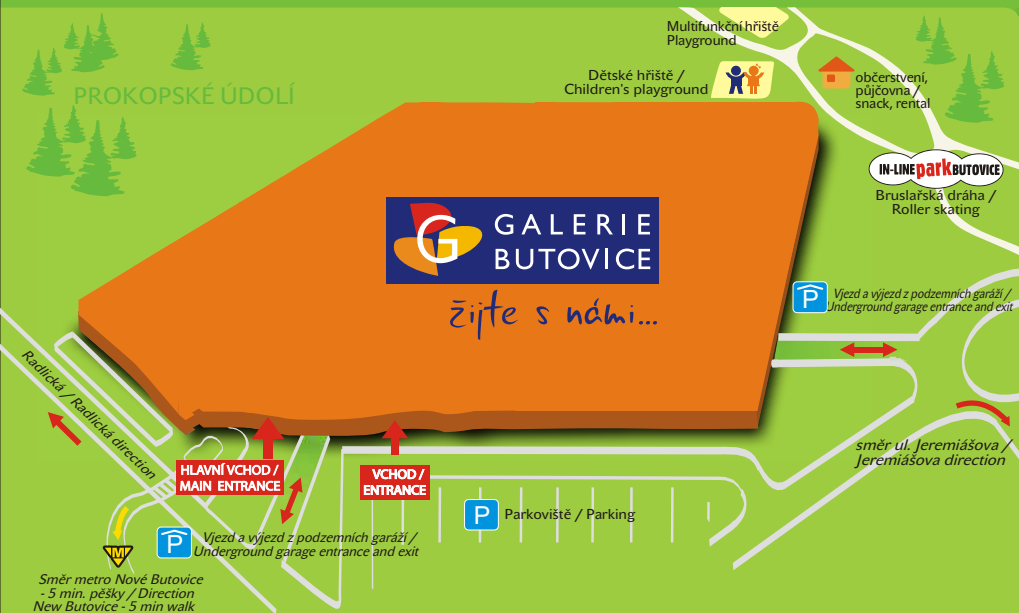 Multifunkční hřiště
Playground
Dětské hřiště /
Children's playground
občerstvení,
půjčovna /
snack, rental
PROKOPSKÉ ÚDOLÍ
IN-LINE park BUTOVICE
Bruslařská dráha /
Roller skating
G GALERIE
BUTOVICE
žijte s námi...
P
Vjezd a výjezd z podzemních garáží /
Underground garage entrance and exit
Radlická / Radlická direction
směr ul. Jeremiášova /
Jeremiášova direction
HLAVNÍ VCHOD /
MAIN ENTRANCE
VCHOD /
ENTRANCE
P
Parkoviště / Parking
P
Vjezd a výjezd z podzemních garáží /
Underground garage entrance and exit
M
Směr metro Nové Butovice
- 5 min. pěšky / Direction
New Butovice - 5 min walk